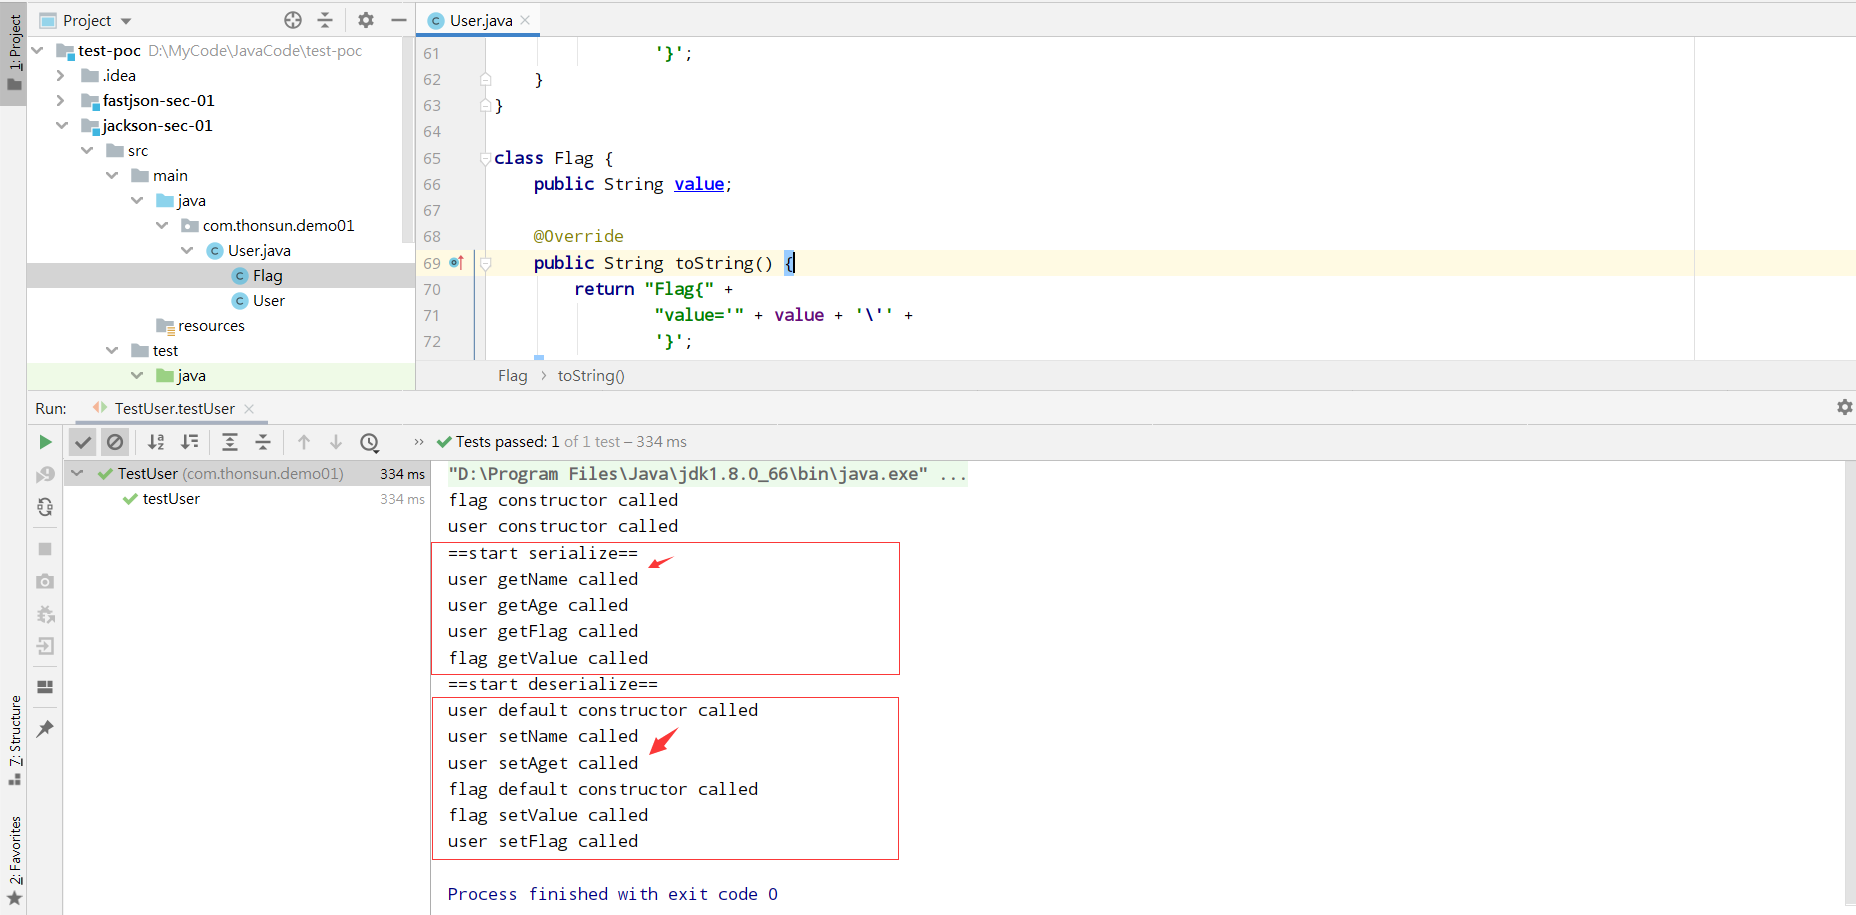 1: Project
Project
test-poc D:\MyCode\JavaCode\test-poc
.idea
fastjson-sec-01
jackson-sec-01
src
main
java
com.thonsun.demo01
User.java
Flag
User
resources
test
java
User.java
61 '}';
62 }
63 }
64
65 class Flag {
66 public String value;
67
68 @Override
69 public String toString() {
70 return "Flag{" +
71 "value='" + value + '\'' +
72 '}';
Flag › toString()
Run: TestUser.testUser
» Tests passed: 1 of 1 test – 334 ms
TestUser (com.thonsun.demo01) 334 ms
testUser 334 ms
"D:\Program Files\Java\jdk1.8.0_66\bin\java.exe" ...
flag constructor called
user constructor called
==start serialize==
user getName called
user getAge called
user getFlag called
flag getValue called
==start deserialize==
user default constructor called
user setName called
user setAget called
flag default constructor called
flag setValue called
user setFlag called
Process finished with exit code 0
7: Structure
2: Favorites